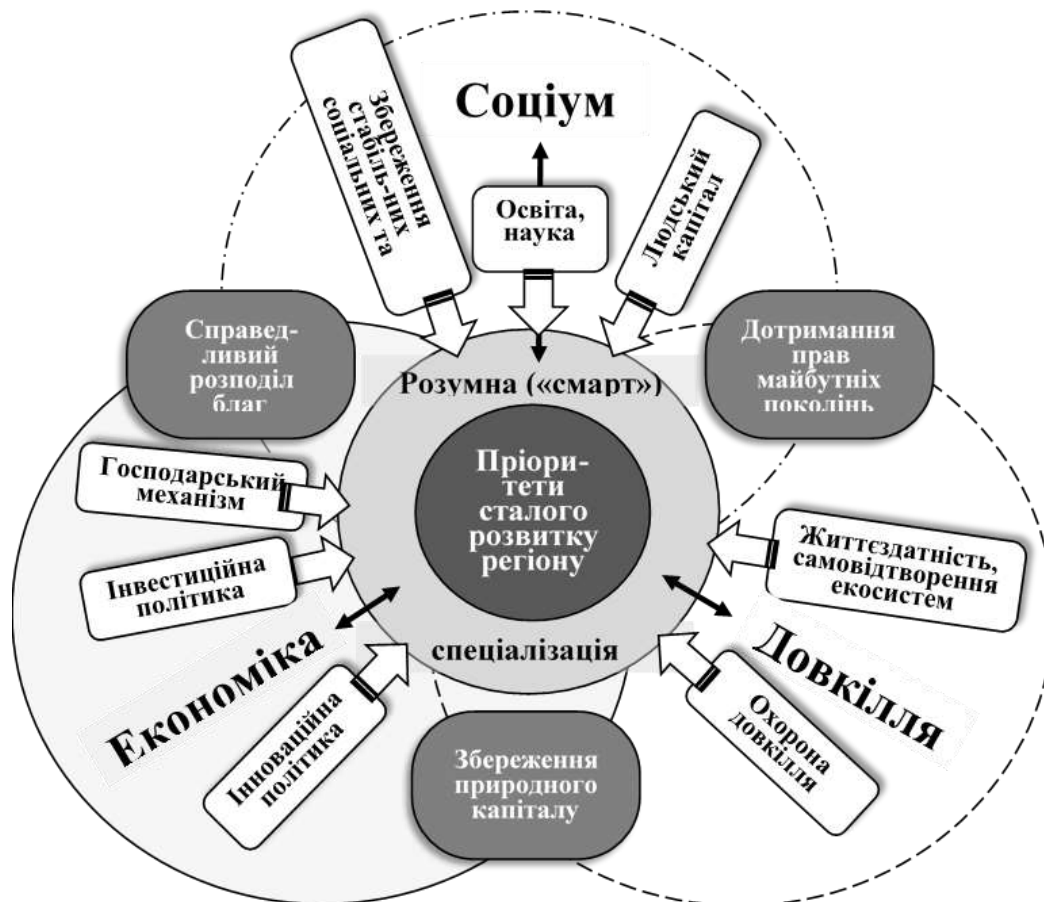 Соціум
Збереження
стабіль-них
соціальних та
Освіта,
наука
Людський
капітал
Справед-
ливий
розподіл
благ
Дотримання
прав
майбутніх
поколінь
Розумна («смарт»)
Пріори-
тети
сталого
розвитку
регіону
спеціалізація
Господарський
механізм
Інвестиційна
політика
Економіка
Інноваційна
політика
Життєздатність,
самовідтворення
екосистем
Довкілля
Охорона
довкілля
Збереження
природного
капіталу